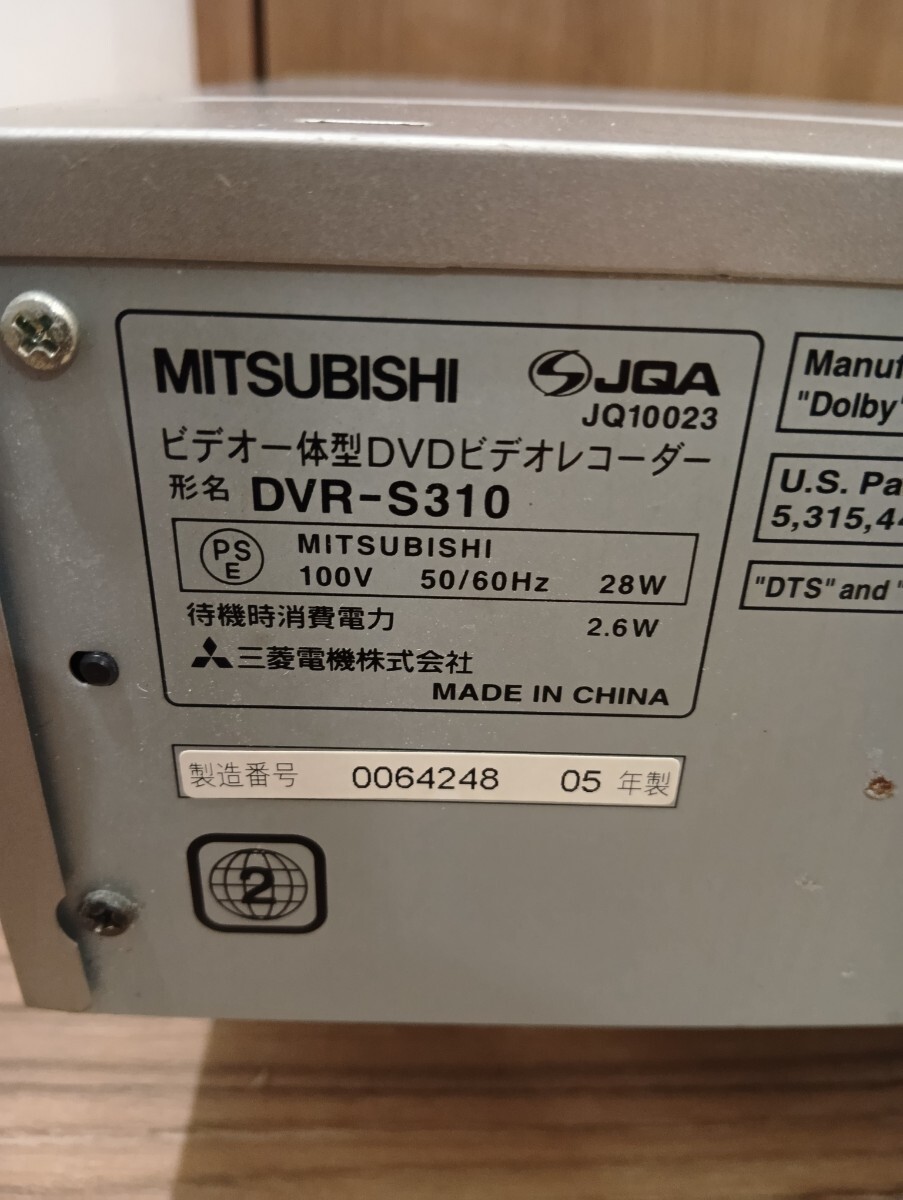 MITSUBISHI JQA
JQ10023
ビデオ一体型DVDビデオレコーダー
形名 DVR-S310
PS
E
MITSUBISHI
100V 50/60Hz 28W
待機時消費電力 2.6W
三菱電機株式会社
MADE IN CHINA
製造番号 0064248 05年製
2
Manuf
"Dolby"
U.S. Pa
5,315,44
"DTS" and "